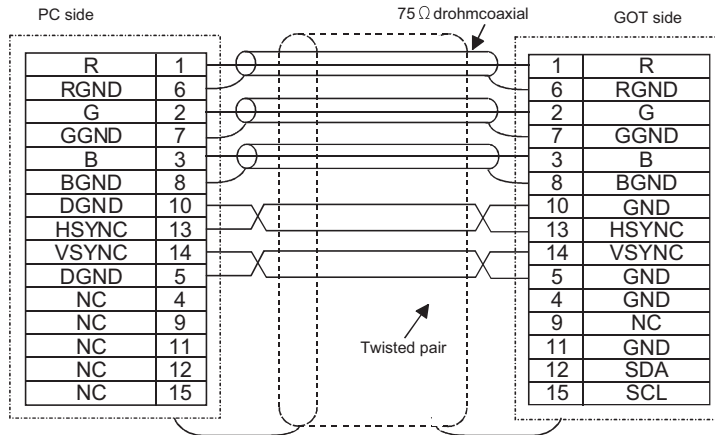 PC side
75 Ω drohmcoaxial
GOT side
R 1 1 R
RGND 6 6 RGND
G 2 2 G
GGND 7 7 GGND
B 3 3 B
BGND 8 8 BGND
DGND 10 10 GND
HSYNC 13 13 HSYNC
VSYNC 14 14 VSYNC
DGND 5 5 GND
NC 4 4 GND
NC 9 9 NC
NC 11 11 GND
NC 12 12 SDA
NC 15 15 SCL
Twisted pair